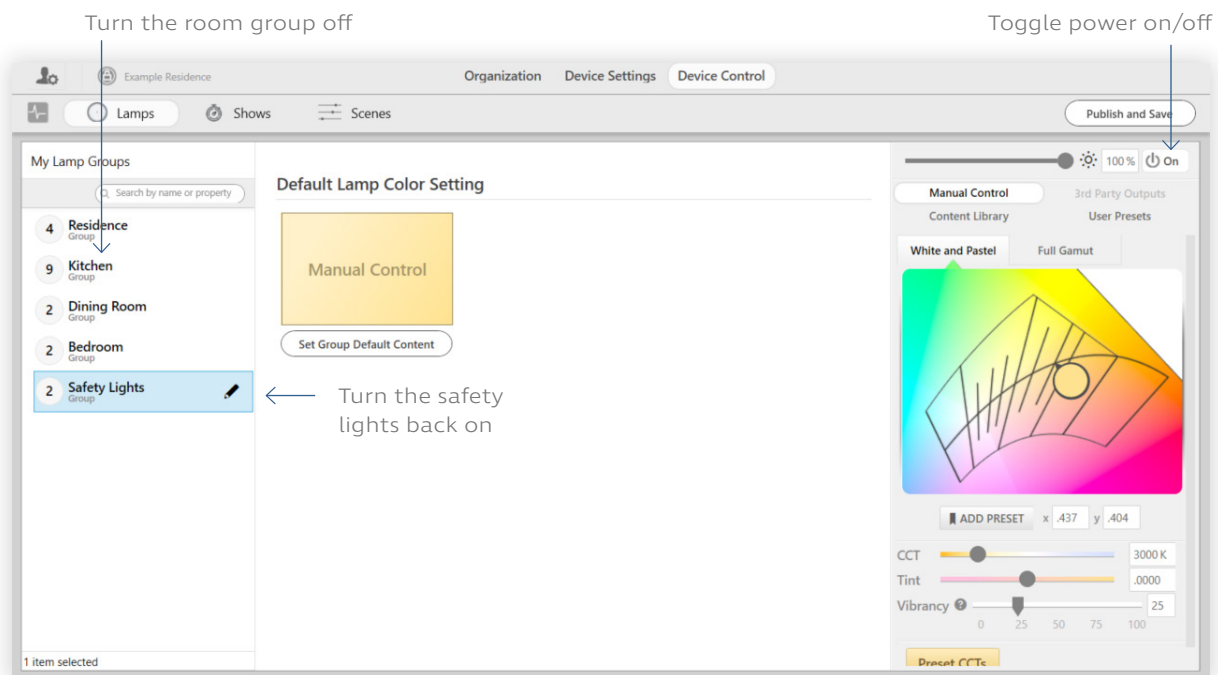 Turn the room group off
Toggle power on/off
Example Residence
Organization
Device Settings
Device Control
Lamps
Shows
Scenes
Publish and Save
My Lamp Groups
Search by name or property
4
Residence
Group
9
Kitchen
Group
2
Dining Room
Group
2
Bedroom
Group
2
Safety Lights
Group
1 item selected
Default Lamp Color Setting
Manual Control
Set Group Default Content
Turn the safety
lights back on
100 %
On
Manual Control
3rd Party Outputs
Content Library
User Presets
White and Pastel
Full Gamut
ADD PRESET
x .437
y .404
CCT
3000 K
Tint
.0000
Vibrancy ?
25
0 25 50 75 100
Preset CCTs